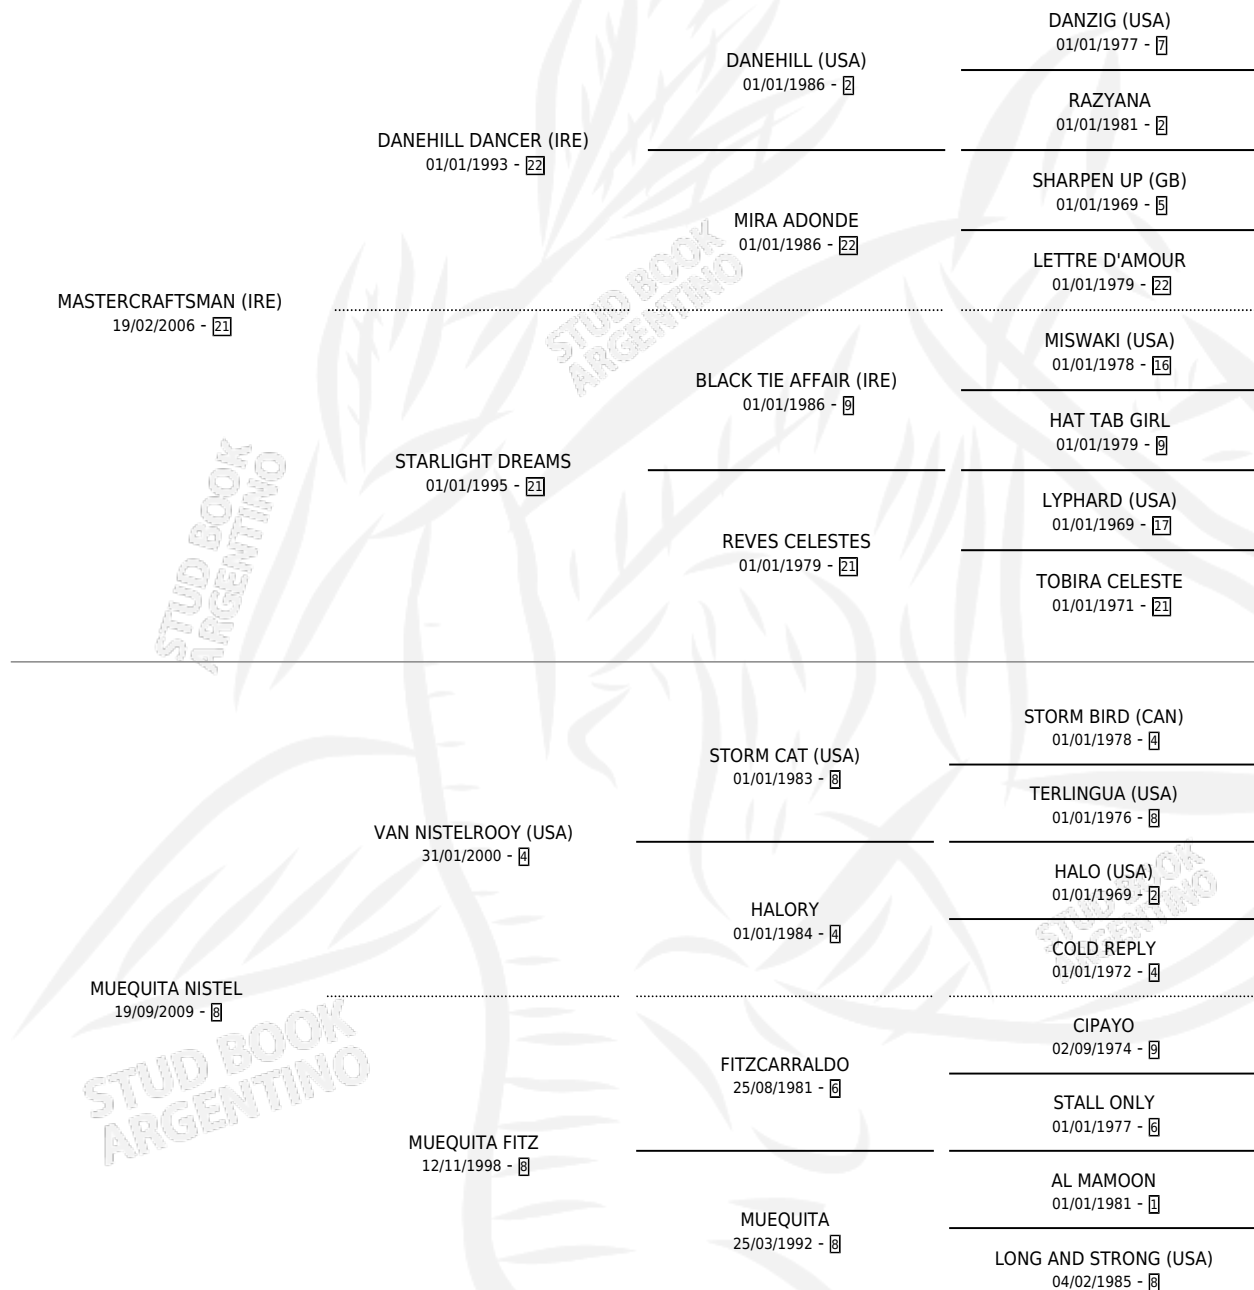 DANZIG (USA)
01/01/1977 - 7
DANEHILL (USA)
01/01/1986 - 2
RAZYANA
01/01/1981 - 2
DANEHILL DANCER (IRE)
01/01/1993 - 22
SHARPEN UP (GB)
01/01/1969 - 5
MIRA ADONDE
01/01/1986 - 22
LETTRE D'AMOUR
01/01/1979 - 22
MASTERCRAFTSMAN (IRE)
19/02/2006 - 21
MISWAKI (USA)
01/01/1978 - 16
BLACK TIE AFFAIR (IRE)
01/01/1986 - 9
HAT TAB GIRL
01/01/1979 - 9
STARLIGHT DREAMS
01/01/1995 - 21
LYPHARD (USA)
01/01/1969 - 17
REVES CELESTES
01/01/1979 - 21
TOBIRA CELESTE
01/01/1971 - 21
STORM BIRD (CAN)
01/01/1978 - 4
STORM CAT (USA)
01/01/1983 - 8
TERLINGUA (USA)
01/01/1976 - 8
VAN NISTELROOY (USA)
31/01/2000 - 4
HALO (USA)
01/01/1969 - 2
HALORY
01/01/1984 - 4
COLD REPLY
01/01/1972 - 4
MUEQUITA NISTEL
19/09/2009 - 8
CIPAYO
02/09/1974 - 9
FITZCARRALDO
25/08/1981 - 6
STALL ONLY
01/01/1977 - 6
MUEQUITA FITZ
12/11/1998 - 8
AL MAMOON
01/01/1981 - 1
MUEQUITA
25/03/1992 - 8
LONG AND STRONG (USA)
04/02/1985 - 8
STUD BOOK
ARGENTINO
STUD BOOK
ARGENTINO
STUD BOOK
ARGENTINO
STUD BOOK
ARGENTINO